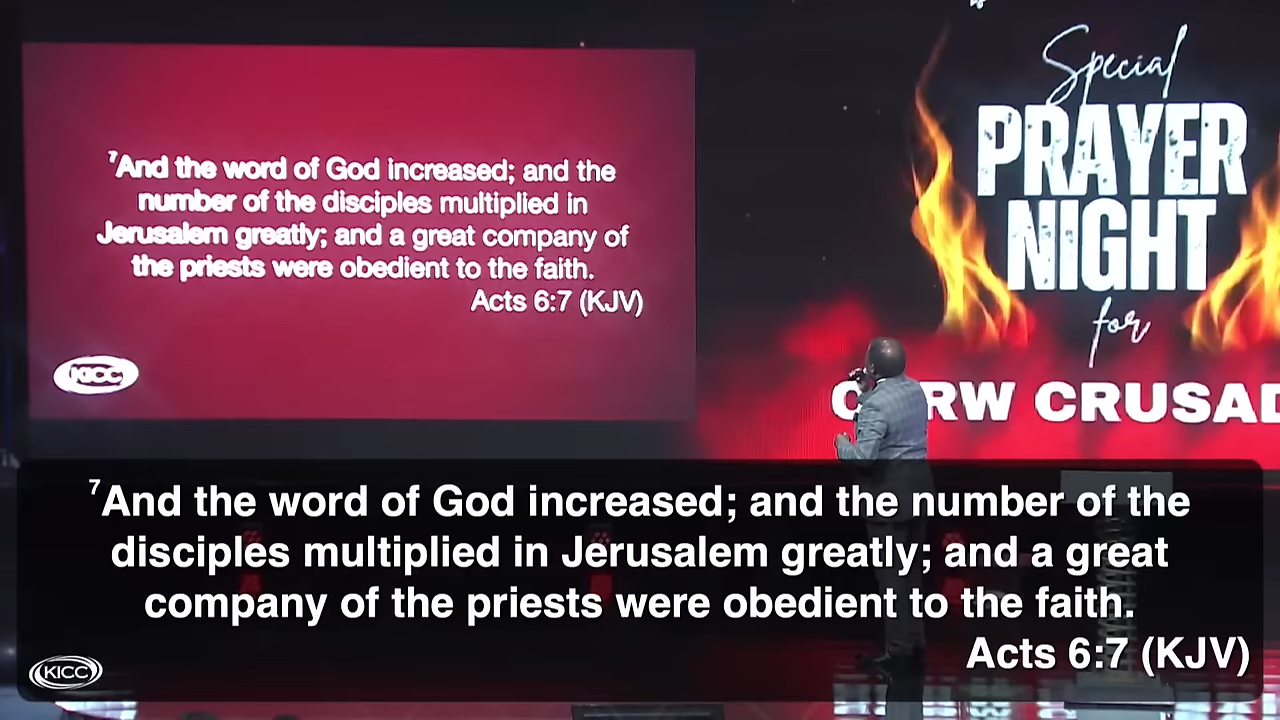 ⁷And the word of God increased; and the
number of the disciples multiplied in
Jerusalem greatly; and a great company of
the priests were obedient to the faith.
Acts 6:7 (KJV)
KICC
Special
PRAYER
NIGHT
for
CRUSAD
⁷And the word of God increased; and the number of the
disciples multiplied in Jerusalem greatly; and a great
company of the priests were obedient to the faith.
Acts 6:7 (KJV)
KICC